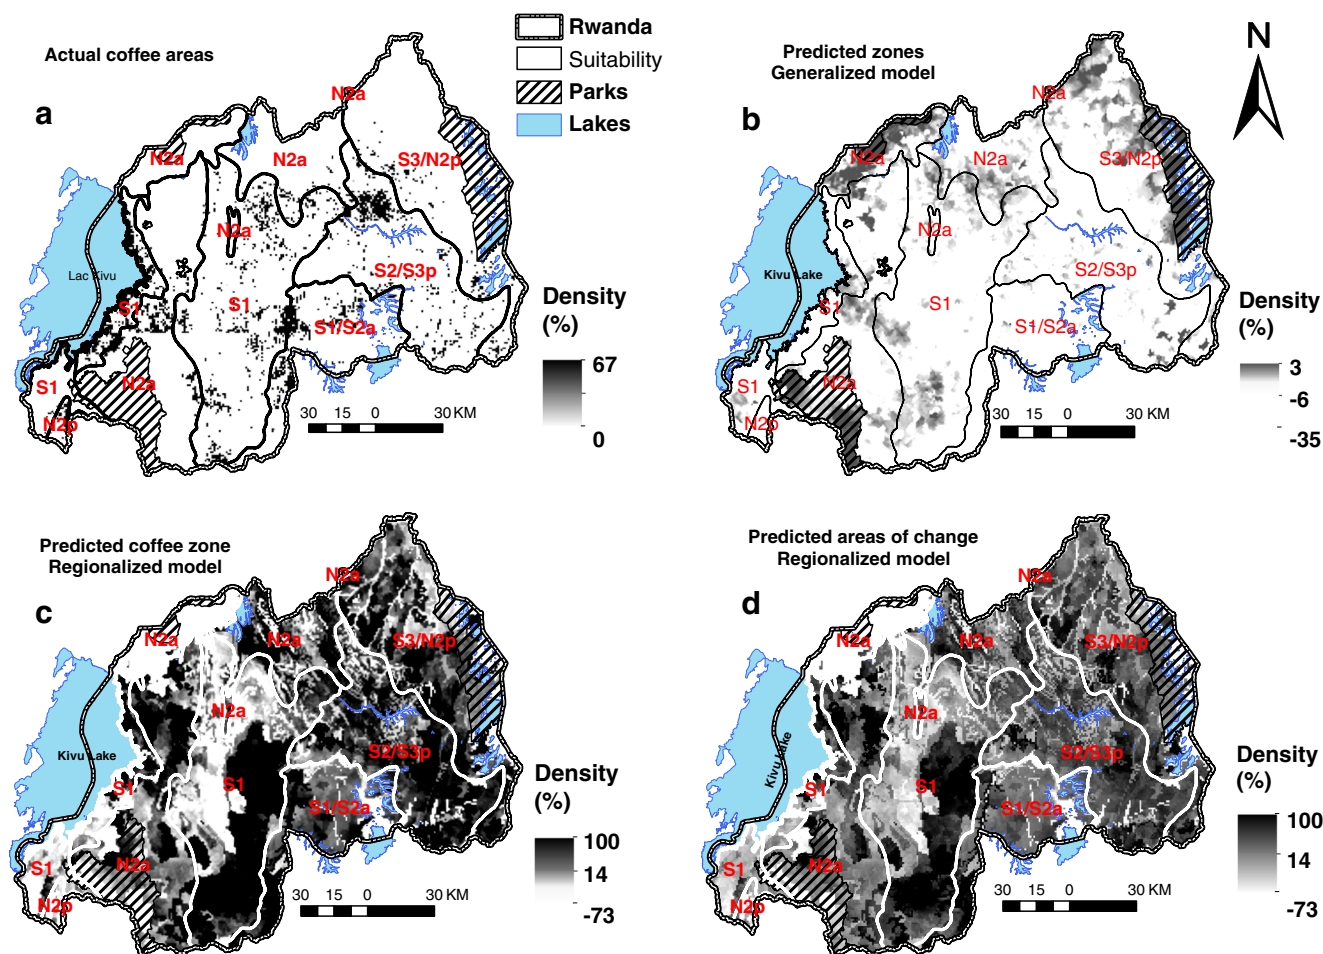 Actual coffee areas
a
Rwanda
Suitability
Parks
Lakes
N2a
N2a
N2a
S3/N2p
N2a
Lac Kivu
S2/S3p
S1
S1
S1/S2a
S1
N2a
N2p
Density
(%)
67
0
30 15 0 30 KM
Predicted zones
Generalized model
b
N
N2a
N2a
N2a
S3/N2p
N2a
Kivu Lake
S2/S3p
S1
S1
S1/S2a
S1
N2a
N2p
Density
(%)
3
-6
-35
30 15 0 30 KM
Predicted coffee zone
Regionalized model
c
N2a
N2a
N2a
S3/N2p
N2a
Kivu Lake
S2/S3p
S1
S1
S1/S2a
S1
N2a
N2p
Density
(%)
100
14
-73
30 15 0 30 KM
Predicted areas of change
Regionalized model
d
N2a
N2a
N2a
S3/N2p
N2a
Kivu Lake
S2/S3p
S1
S1
S1/S2a
S1
N2a
N2p
Density
(%)
100
14
-73
30 15 0 30 KM